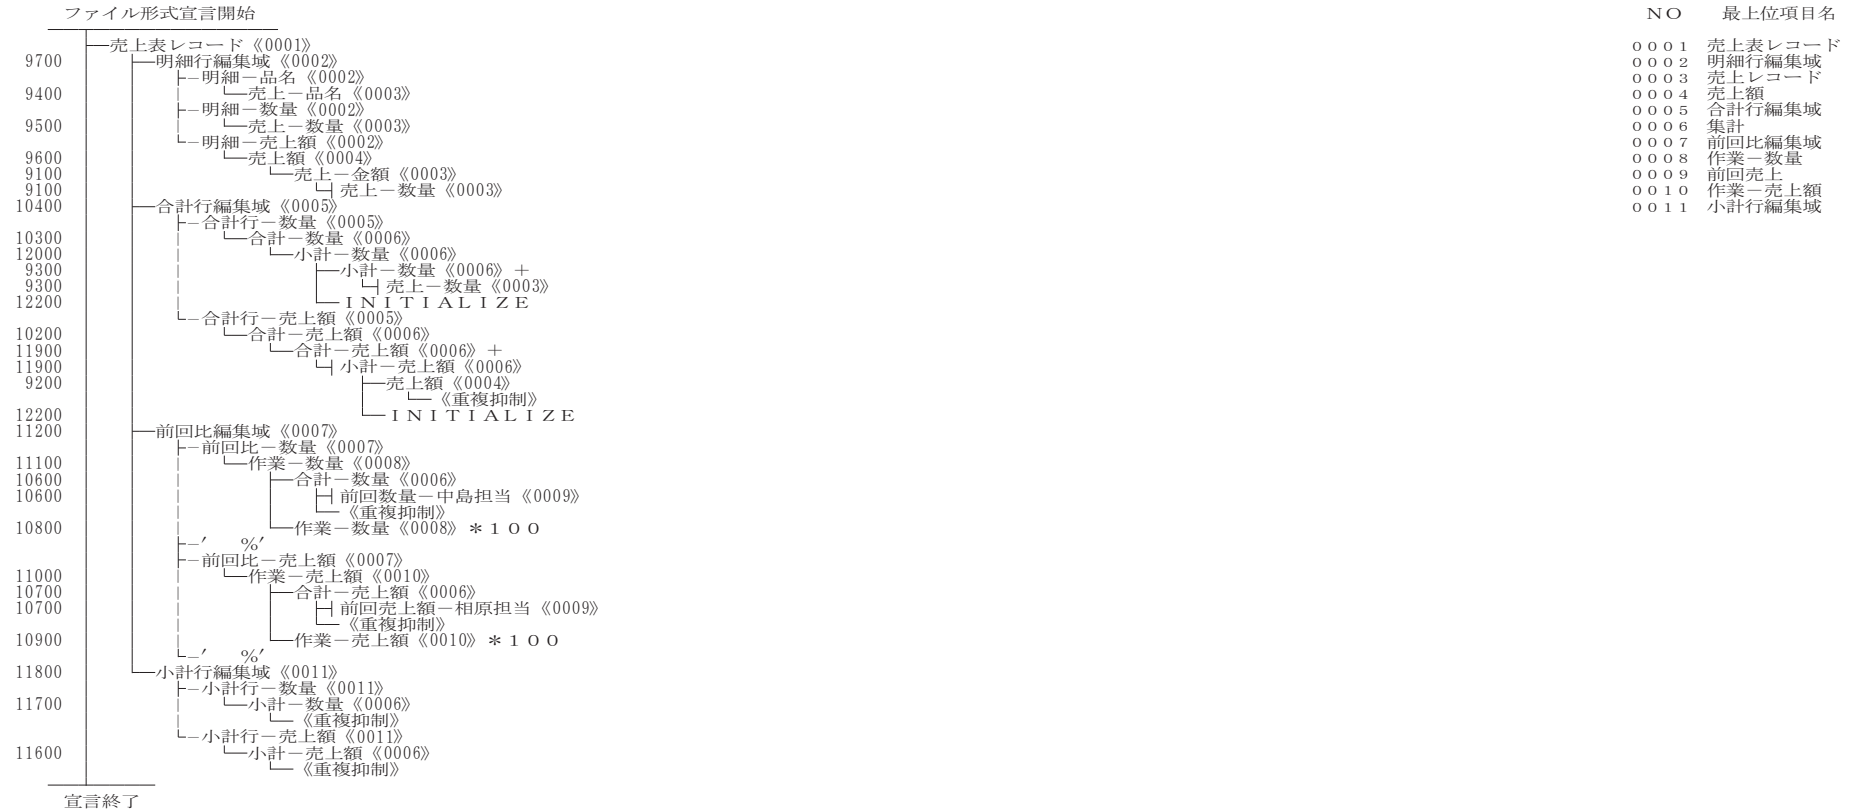 ファイル形式宣言開始
売上表レコード《0001》
9700 明細行編集域《0002》
明細－品名《0002》
9400 売上－品名《0003》
明細－数量《0002》
9500 売上－数量《0003》
明細－売上額《0002》
9600 売上額《0004》
9100 売上－金額《0003》
9100 売上－数量《0003》
10400 合計行編集域《0005》
合計行－数量《0005》
10300 合計－数量《0006》
12000 小計－数量《0006》
9300 小計－数量《0006》＋
9300 売上－数量《0003》
12200 ＩＮＩＴＩＡＬＩＺＥ
合計行－売上額《0005》
10200 合計－売上額《0006》
11900 合計－売上額《0006》＋
11900 小計－売上額《0006》
9200 売上額《0004》
《重複抑制》
12200 ＩＮＩＴＩＡＬＩＺＥ
11200 前回比編集域《0007》
前回比－数量《0007》
11100 作業－数量《0008》
10600 合計－数量《0006》
10600 前回数量－中島担当《0009》
《重複抑制》
10800 作業－数量《0008》＊１００
′　％′
前回比－売上額《0007》
11000 作業－売上額《0010》
10700 合計－売上額《0006》
10700 前回売上額－相原担当《0009》
《重複抑制》
10900 作業－売上額《0010》＊１００
′　％′
11800 小計行編集域《0011》
小計行－数量《0011》
11700 小計－数量《0006》
《重複抑制》
小計行－売上額《0011》
11600 小計－売上額《0006》
《重複抑制》
宣言終了
ＮＯ　最上位項目名
０００１　売上表レコード
０００２　明細行編集域
０００３　売上レコード
０００４　売上額
０００５　合計行編集域
０００６　集計
０００７　前回比編集域
０００８　作業－数量
０００９　前回売上
００１０　作業－売上額
００１１　小計行編集域